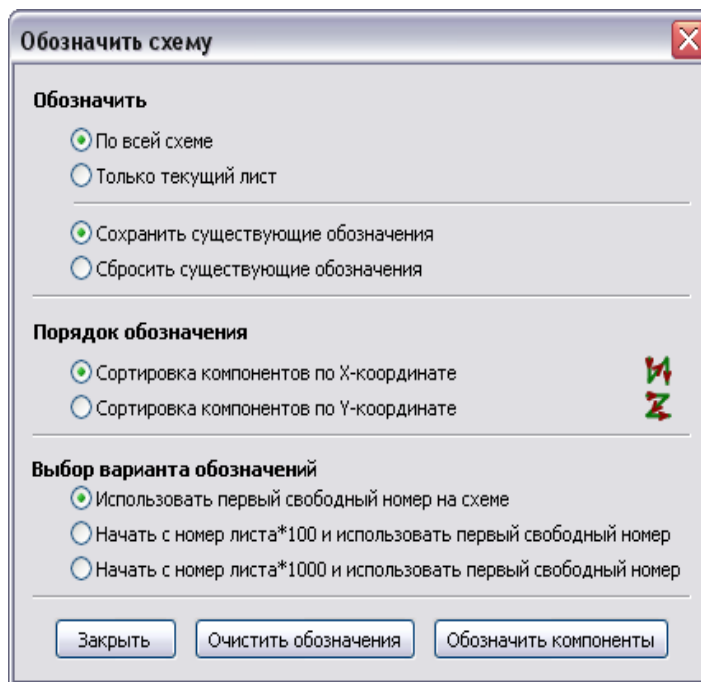 Обозначить схему
Обозначить
По всей схеме
Только текущий лист
Сохранить существующие обозначения
Сбросить существующие обозначения
Порядок обозначения
Сортировка компонентов по X-координате
Сортировка компонентов по Y-координате
Выбор варианта обозначений
Использовать первый свободный номер на схеме
Начать с номер листа*100 и использовать первый свободный номер
Начать с номер листа*1000 и использовать первый свободный номер
Закрыть Очистить обозначения Обозначить компоненты